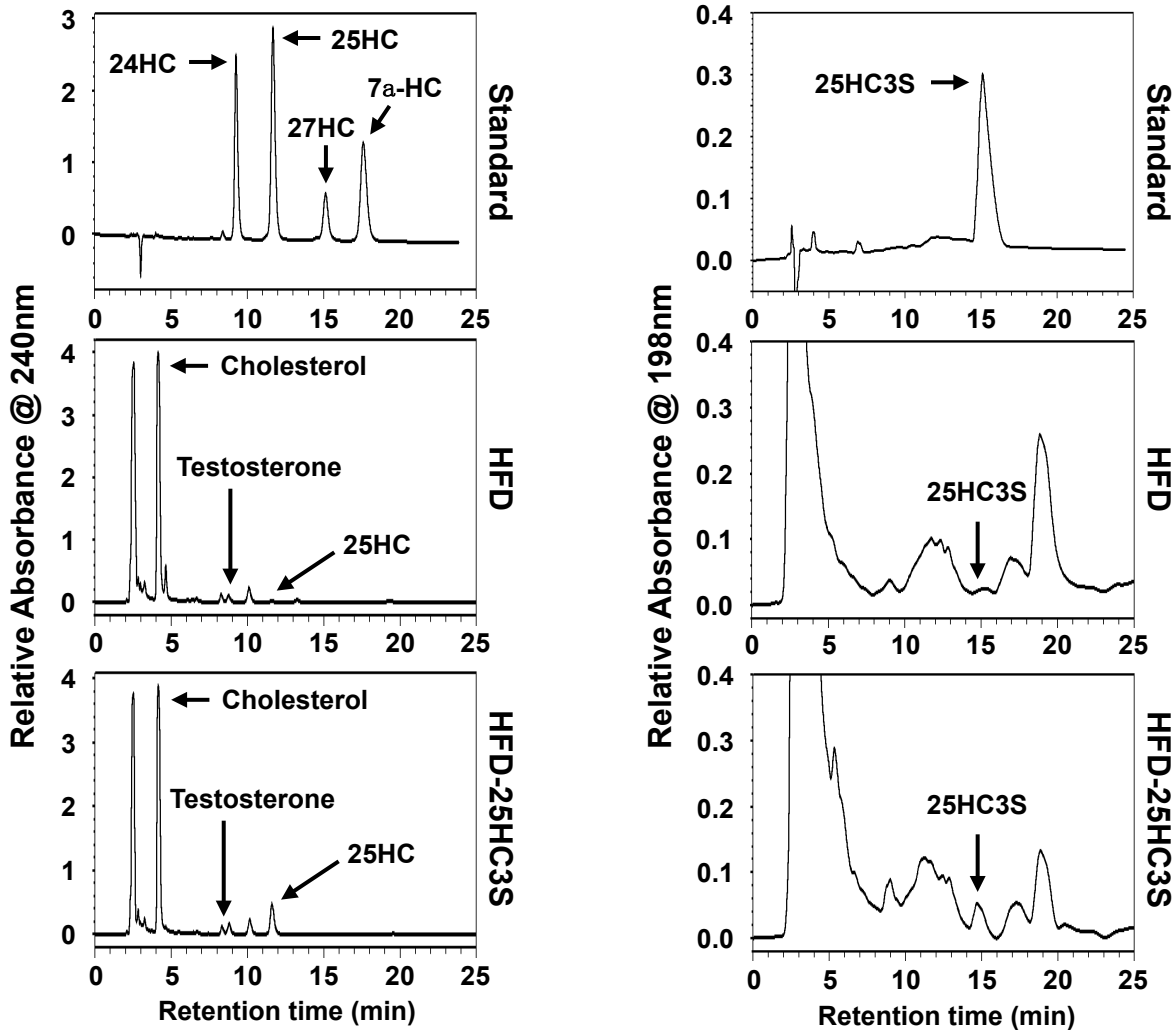 Relative Absorbance @ 240nm
3
2
1
0
24HC
25HC
27HC
7a-HC
Standard
0 5 10 15 20 25
4
3
2
1
0
Cholesterol
Testosterone
25HC
HFD
0 5 10 15 20 25
4
3
2
1
0
Cholesterol
Testosterone
25HC
HFD-25HC3S
0 5 10 15 20 25
Retention time (min)
Relative Absorbance @ 198nm
0.4
0.3
0.2
0.1
0.0
25HC3S
Standard
0 5 10 15 20 25
0.4
0.3
0.2
0.1
0.0
25HC3S
HFD
0 5 10 15 20 25
0.4
0.3
0.2
0.1
0.0
25HC3S
HFD-25HC3S
0 5 10 15 20 25
Retention time (min)